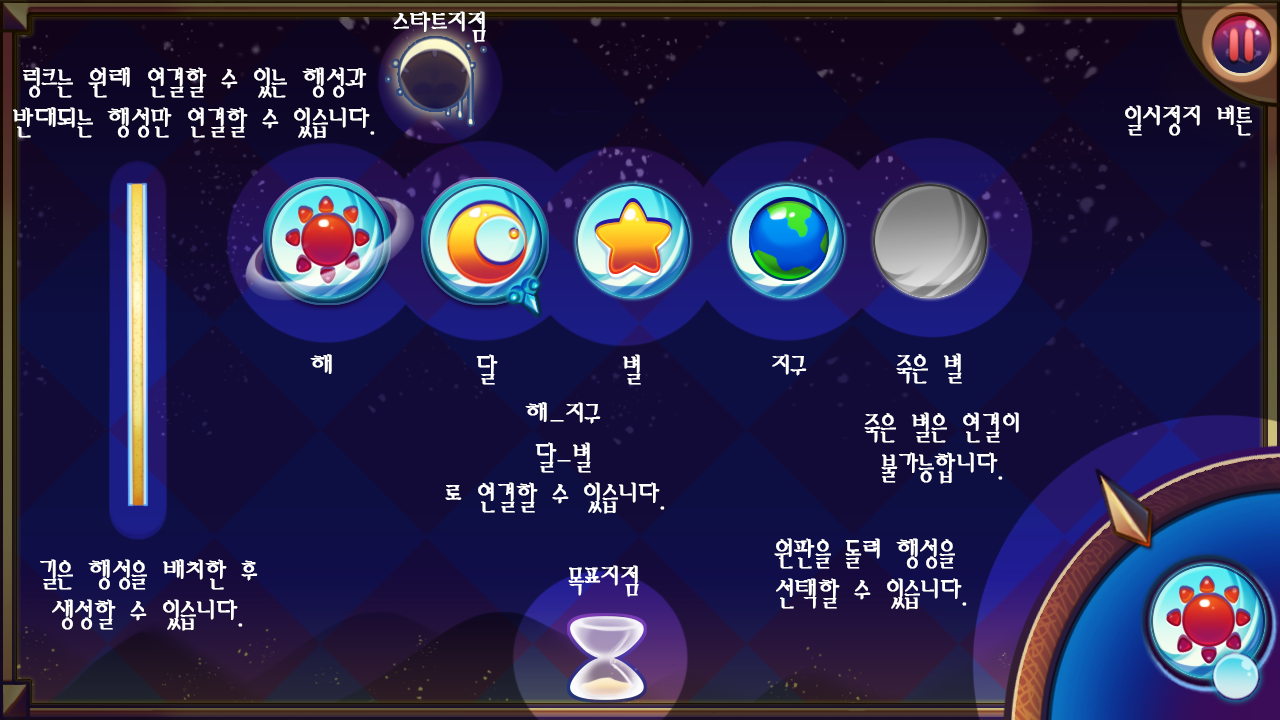 스타트지점
링크는 원래 연결할 수 있는 행성과
반대되는 행성만 연결할 수 있습니다.
일시정지 버튼
해
달
별
지구
죽은 별
해_지구
달_별
로 연결할 수 있습니다.
죽은 별은 연결이
불가능합니다.
길은 행성을 배치한 후
생성할 수 있습니다.
목표지점
원판을 돌려 행성을
선택할 수 있습니다.